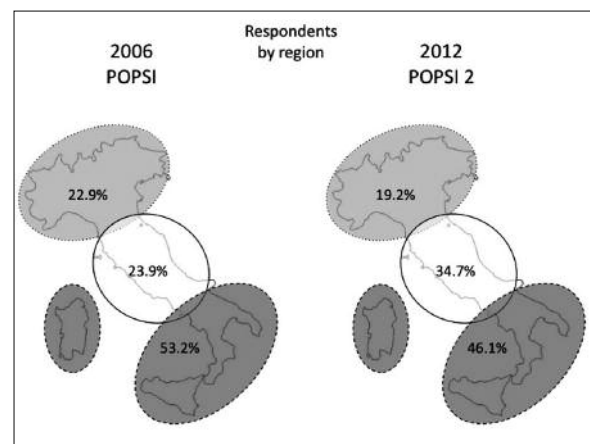 2006
POPSI
Respondents
by region
2012
POPSI 2
22.9%
23.9%
53.2%
19.2%
34.7%
46.1%